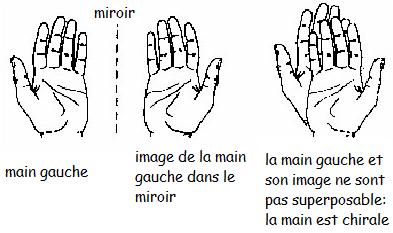 miroir
main gauche
image de la main
gauche dans le
miroir
la main gauche et
son image ne sont
pas superposable:
la main est chirale